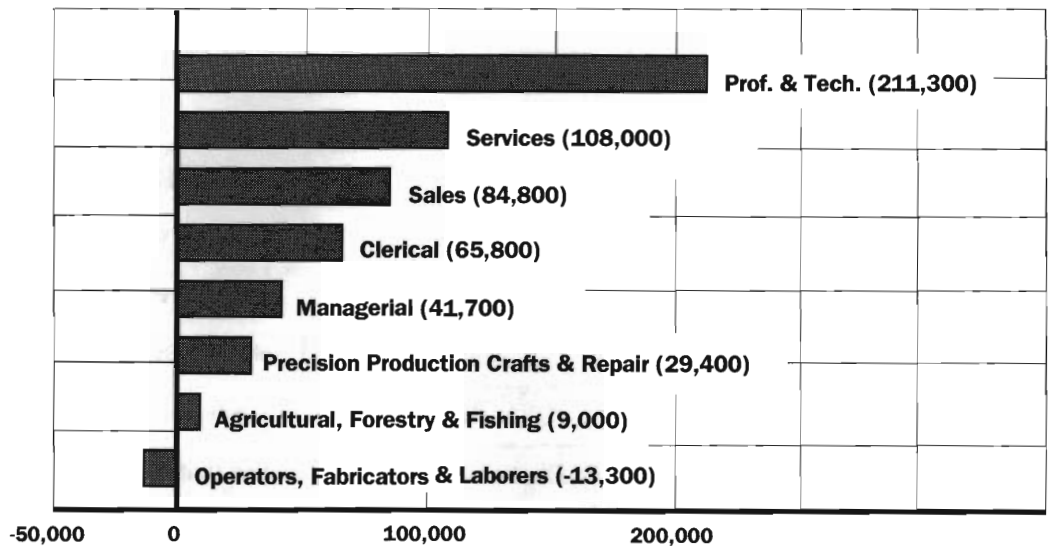 Prof. & Tech. (211,300)
Services (108,000)
Sales (84,800)
Clerical (65,800)
Managerial (41,700)
Precision Production Crafts & Repair (29,400)
Agricultural, Forestry & Fishing (9,000)
Operators, Fabricators & Laborers (-13,300)
-50,000 0 100,000 200,000